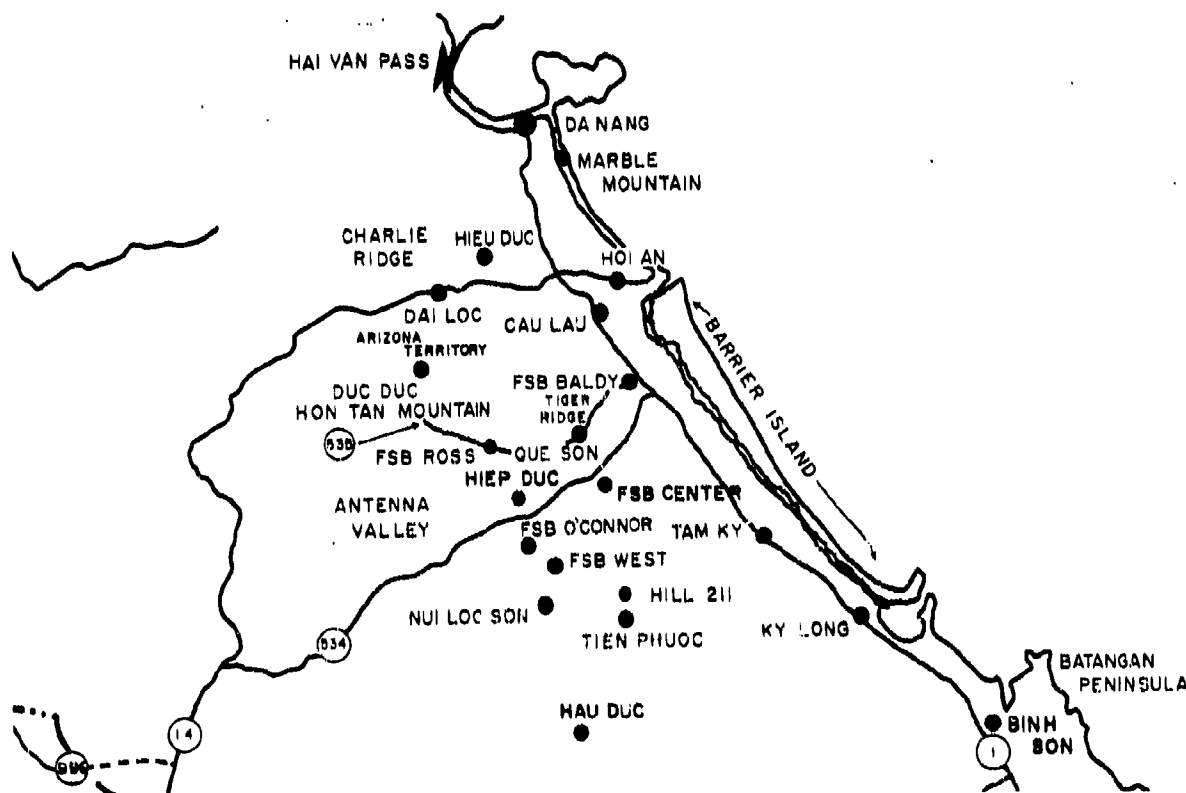 HAI VAN PASS
DA NANG
MARBLE
MOUNTAIN
CHARLIE
RIDGE
HIEU DUC
HOI AN
DAI LOC
CAU LAU
ARIZONA
TERRITORY
BARRIER ISLAND
DUC DUC
HON TAN MOUNTAIN
FSB BALDY
TIGER
RIDGE
535
FSB ROSS
QUE SON
HIEP DUC
FSB CENTER
ANTENNA
VALLEY
FSB O'CONNOR
TAM KY
FSB WEST
NUI LOC SON
HILL 211
TIEN PHUOC
KY LONG
534
BATANGAN
PENINSULA
HAU DUC
14
BINH
SON
1